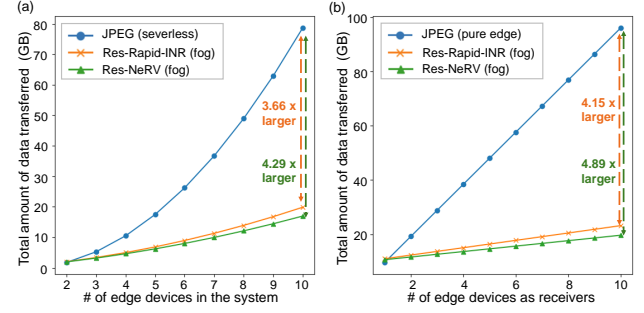 (a)
Total amount of data transferred (GB)
80
70
60
50
40
30
20
10
0
JPEG (severless)
Res-Rapid-INR (fog)
Res-NeRV (fog)
3.66 x
larger
4.29 x
larger
2 3 4 5 6 7 8 9 10
# of edge devices in the system
(b)
Total amount of data transferred (GB)
100
80
60
40
20
JPEG (pure edge)
Res-Rapid-INR (fog)
Res-NeRV (fog)
4.15 x
larger
4.89 x
larger
2 4 6 8 10
# of edge devices as receivers